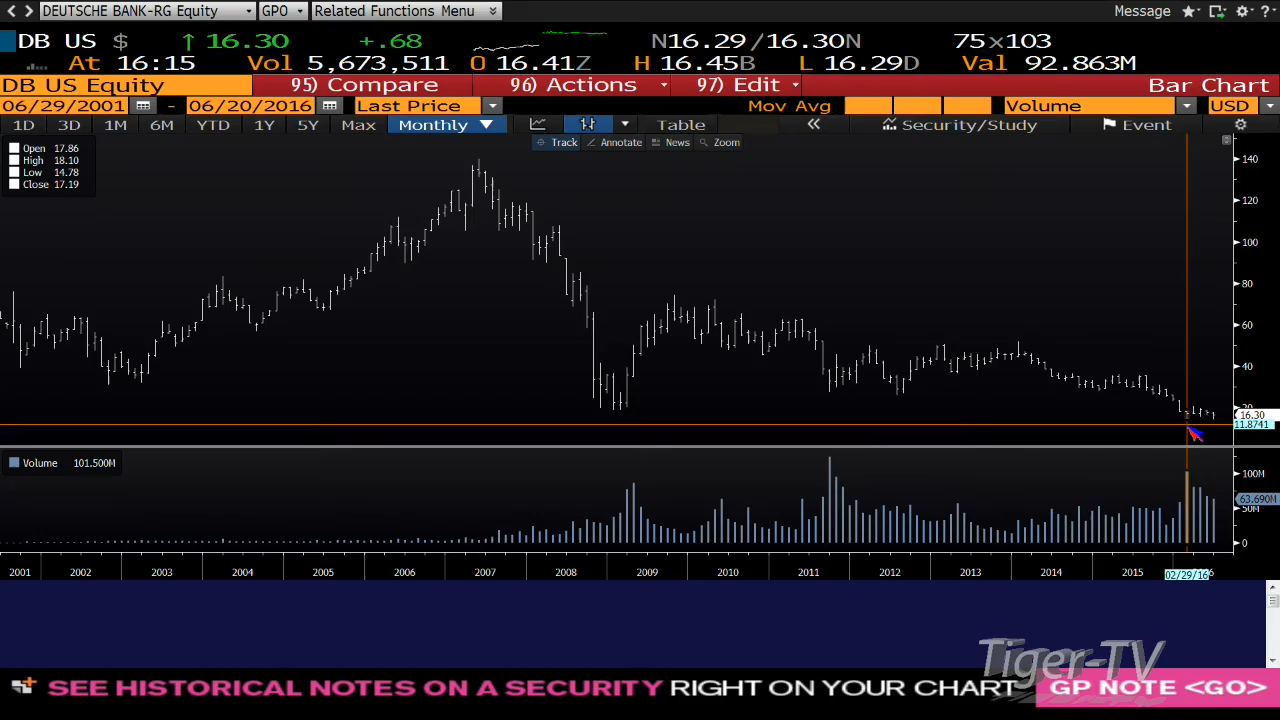 DEUTSCHE BANK-RG Equity GPO Related Functions Menu Message
DB US $ ↑ 16.30 +.68 N16.29/16.30N 75x103
At 16:15 Vol 5,673,511 O 16.41Z H 16.45B L 16.29D Val 92.863M
DB US Equity 95) Compare 96) Actions 97) Edit Bar Chart
06/29/2001 - 06/20/2016 Last Price Mov Avg Volume USD
1D 3D 1M 6M YTD 1Y 5Y Max Monthly ▼ Table « Security/Study Event
Track Annotate News Zoom
Open 17.86
High 18.10
Low 14.78
Close 17.19
140
120
100
80
60
40
20
16.30
11.8741
Volume 101.500M
100M
63.690M
50M
0
2001 2002 2003 2004 2005 2006 2007 2008 2009 2010 2011 2012 2013 2014 2015 02/29/16
Tiger-TV
SEE HISTORICAL NOTES ON A SECURITY RIGHT ON YOUR CHART GP NOTE <GO>